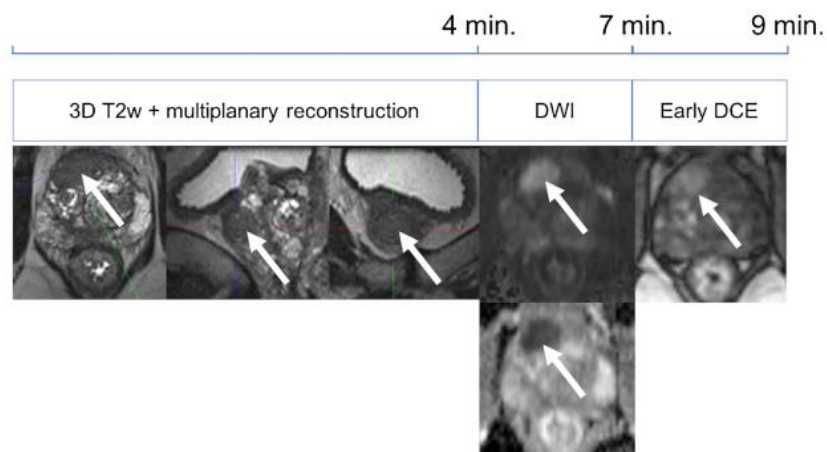 4 min. 7 min. 9 min.
3D T2w + multiplanary reconstruction DWI Early DCE